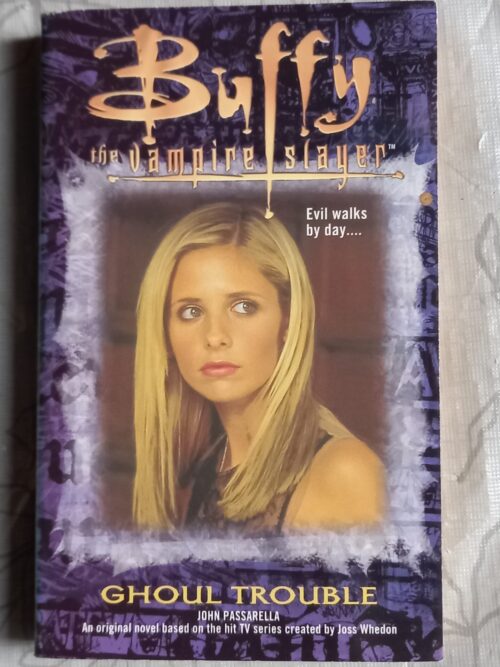 Buffy
the vampire slayer™
Evil walks
by day....
GHOUL TROUBLE
JOHN PASSARELLA
An original novel based on the hit TV series created by Joss Whedon